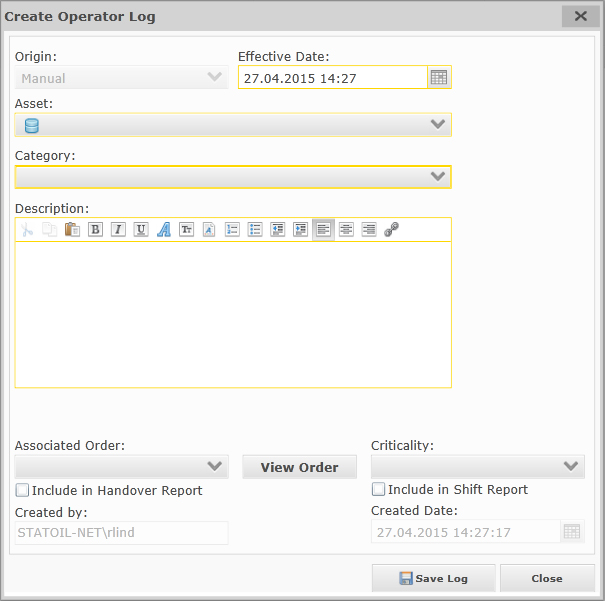 Create Operator Log
Origin: Effective Date:
Manual 27.04.2015 14:27
Asset:
Category:
Description:
B I U A TT A
Associated Order: Criticality:
View Order
Include in Handover Report Include in Shift Report
Created by: Created Date:
STATOIL-NET\rlind 27.04.2015 14:27:17
Save Log Close